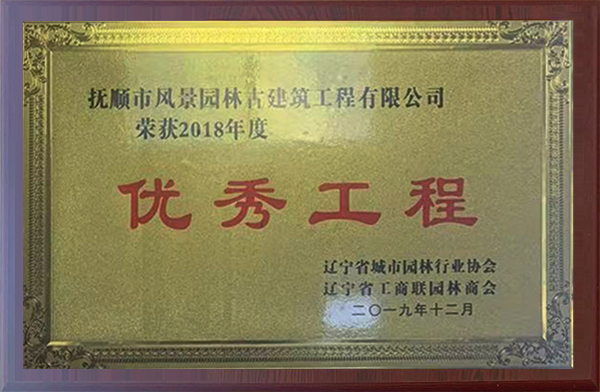 抚顺市风景园林古建筑工程有限公司
荣获2018年度
优秀工程
辽宁省城市园林行业协会
辽宁省工商联园林商会
二〇一九年十二月